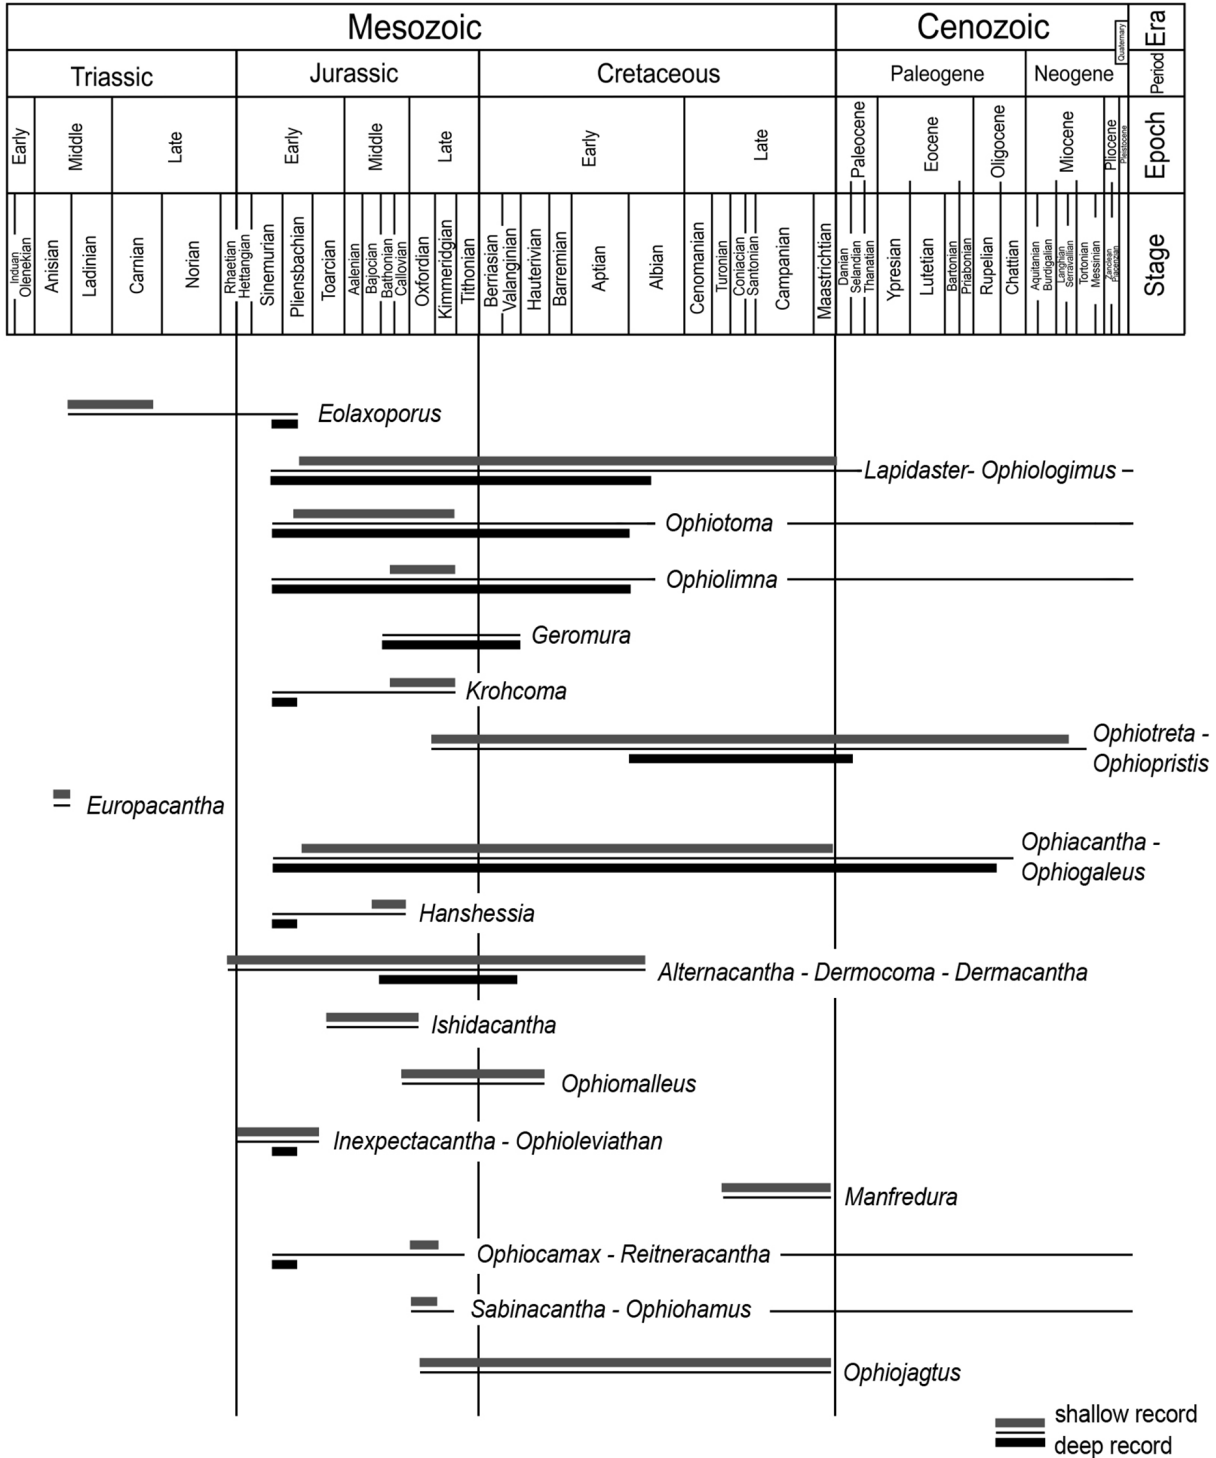 Mesozoic
Cenozoic
Era
Quaternary
Triassic
Jurassic
Cretaceous
Paleogene
Neogene
Period
Early
Middle
Late
Early
Middle
Late
Early
Late
Paleocene
Eocene
Oligocene
Miocene
Pliocene
Pleistocene
Epoch
Induan
Olenekian
Anisian
Ladinian
Carnian
Norian
Rhaetian
Hettangian
Sinemurian
Pliensbachian
Toarcian
Aalenian
Bajocian
Bathonian
Callovian
Oxfordian
Kimmeridgian
Tithonian
Berriasian
Valanginian
Hauterivian
Barremian
Aptian
Albian
Cenomanian
Turonian
Coniacian
Santonian
Campanian
Maastrichtian
Danian
Selandian
Thanatian
Ypresian
Lutetian
Bartonian
Priabonian
Rupelian
Chattian
Aquitanian
Burdigalian
Langhian
Serravallian
Tortonian
Messinian
Zanclean
Stage
Eolaxoporus
Lapidaster- Ophiologimus
Ophiotoma
Ophiolimna
Geromura
Krohcoma
Ophiotreta -
Ophiopristis
Europacantha
Ophiacantha -
Ophiogaleus
Hanshessia
Alternacantha - Dermocoma - Dermacantha
Ishidacantha
Ophiomalleus
Inexpectacantha - Ophioleviathan
Manfredura
Ophiocamax - Reitneracantha
Sabinacantha - Ophiohamus
Ophiojagtus
shallow record
deep record